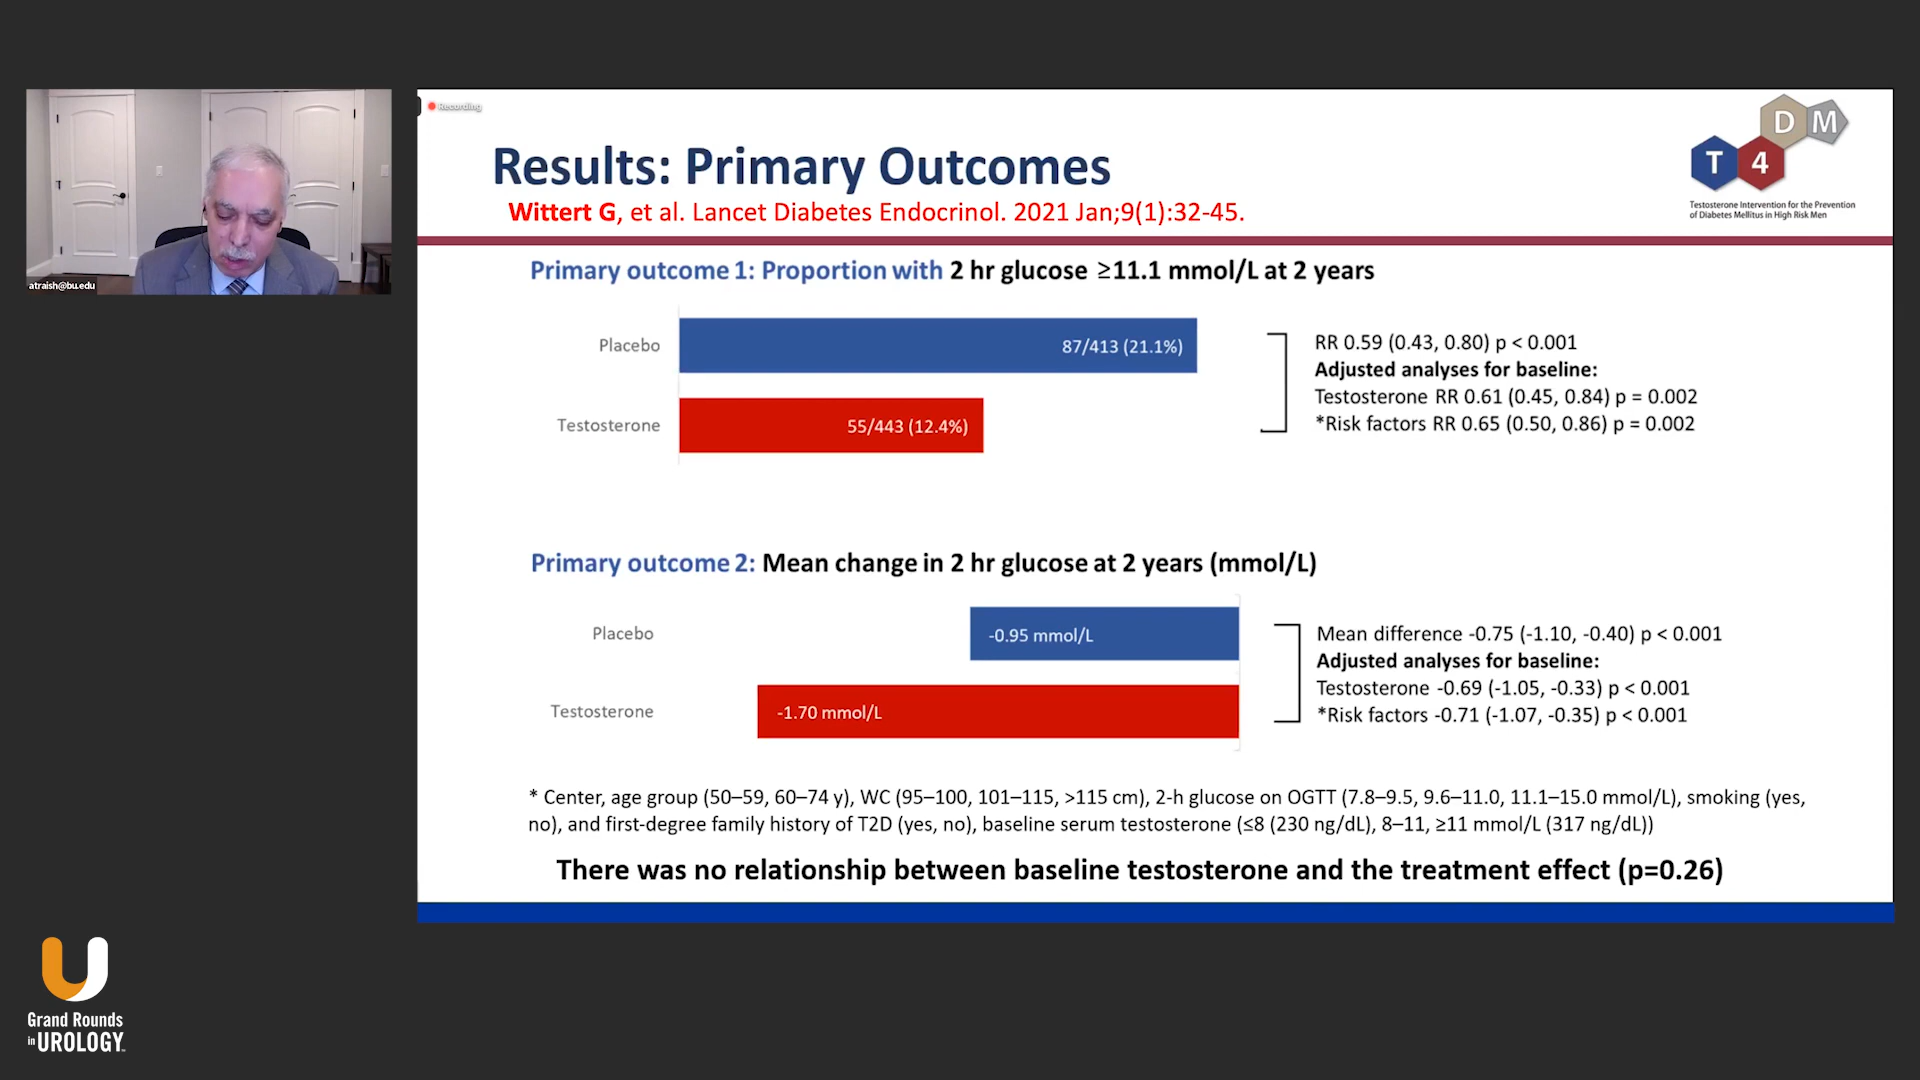 Recording
Results: Primary Outcomes
Wittert G, et al. Lancet Diabetes Endocrinol. 2021 Jan;9(1):32-45.
T 4 D M
Testosterone Intervention for the Prevention
of Diabetes Mellitus in High Risk Men
atraish@bu.edu
Primary outcome 1: Proportion with 2 hr glucose ≥11.1 mmol/L at 2 years
Placebo
87/413 (21.1%)
Testosterone
55/443 (12.4%)
RR 0.59 (0.43, 0.80) p < 0.001
Adjusted analyses for baseline:
Testosterone RR 0.61 (0.45, 0.84) p = 0.002
*Risk factors RR 0.65 (0.50, 0.86) p = 0.002
Primary outcome 2: Mean change in 2 hr glucose at 2 years (mmol/L)
Placebo
-0.95 mmol/L
Testosterone
-1.70 mmol/L
Mean difference -0.75 (-1.10, -0.40) p < 0.001
Adjusted analyses for baseline:
Testosterone -0.69 (-1.05, -0.33) p < 0.001
*Risk factors -0.71 (-1.07, -0.35) p < 0.001
* Center, age group (50–59, 60–74 y), WC (95–100, 101–115, >115 cm), 2-h glucose on OGTT (7.8–9.5, 9.6–11.0, 11.1–15.0 mmol/L), smoking (yes,
no), and first-degree family history of T2D (yes, no), baseline serum testosterone (≤8 (230 ng/dL), 8–11, ≥11 mmol/L (317 ng/dL))
There was no relationship between baseline testosterone and the treatment effect (p=0.26)
Grand Rounds
in UROLOGY